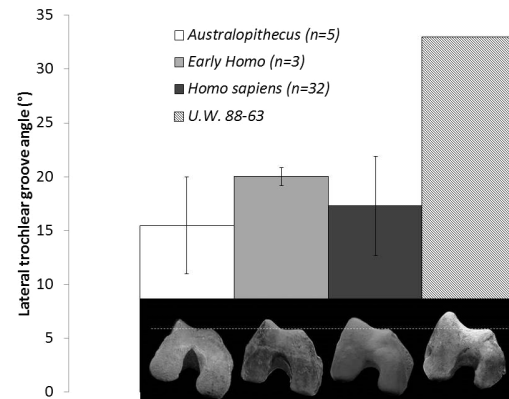 35
30
25
20
15
10
5
0
Lateral trochlear groove angle (°)
Australopithecus (n=5)
Early Homo (n=3)
Homo sapiens (n=32)
U.W. 88-63